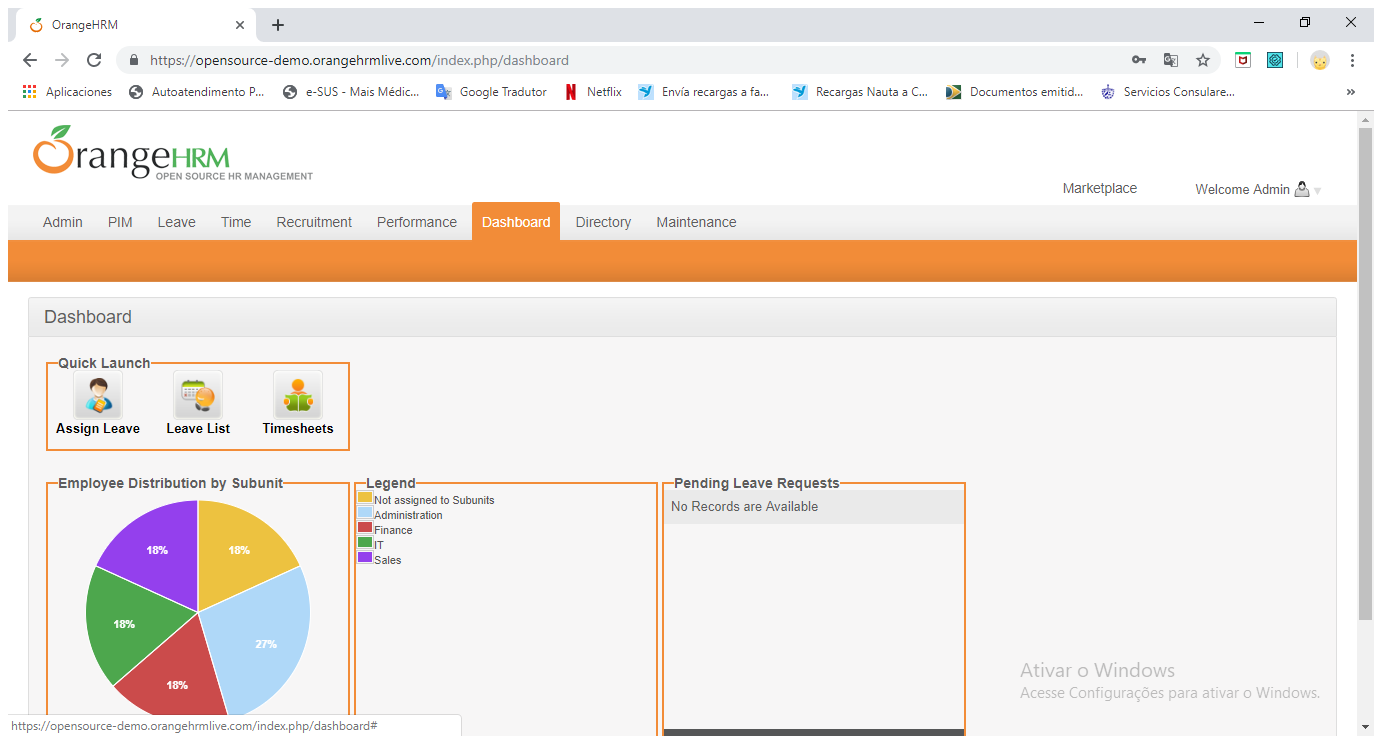 OrangeHRM
https://opensource-demo.orangehrmlive.com/index.php/dashboard
Aplicaciones Autoatendimento P... e-SUS - Mais Médic... Google Tradutor Netflix Envía recargas a fa... Recargas Nauta a C... Documentos emitid... Servicios Consulare... »
OrangeHRM
OPEN SOURCE HR MANAGEMENT
Marketplace Welcome Admin
Admin PIM Leave Time Recruitment Performance Dashboard Directory Maintenance
Dashboard
Quick Launch
Assign Leave Leave List Timesheets
Employee Distribution by Subunit
18%
18%
27%
18%
18%
Legend
Not assigned to Subunits
Administration
Finance
IT
Sales
Pending Leave Requests
No Records are Available
Ativar o Windows
Acesse Configurações para ativar o Windows.
https://opensource-demo.orangehrmlive.com/index.php/dashboard#